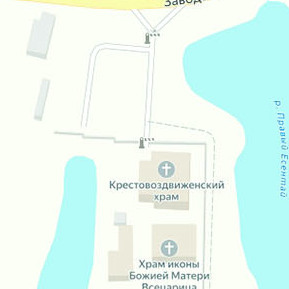 р. Правый Есентай
Крестовоздвиженский
храм
Храм иконы
Божией Матери
Всецарица